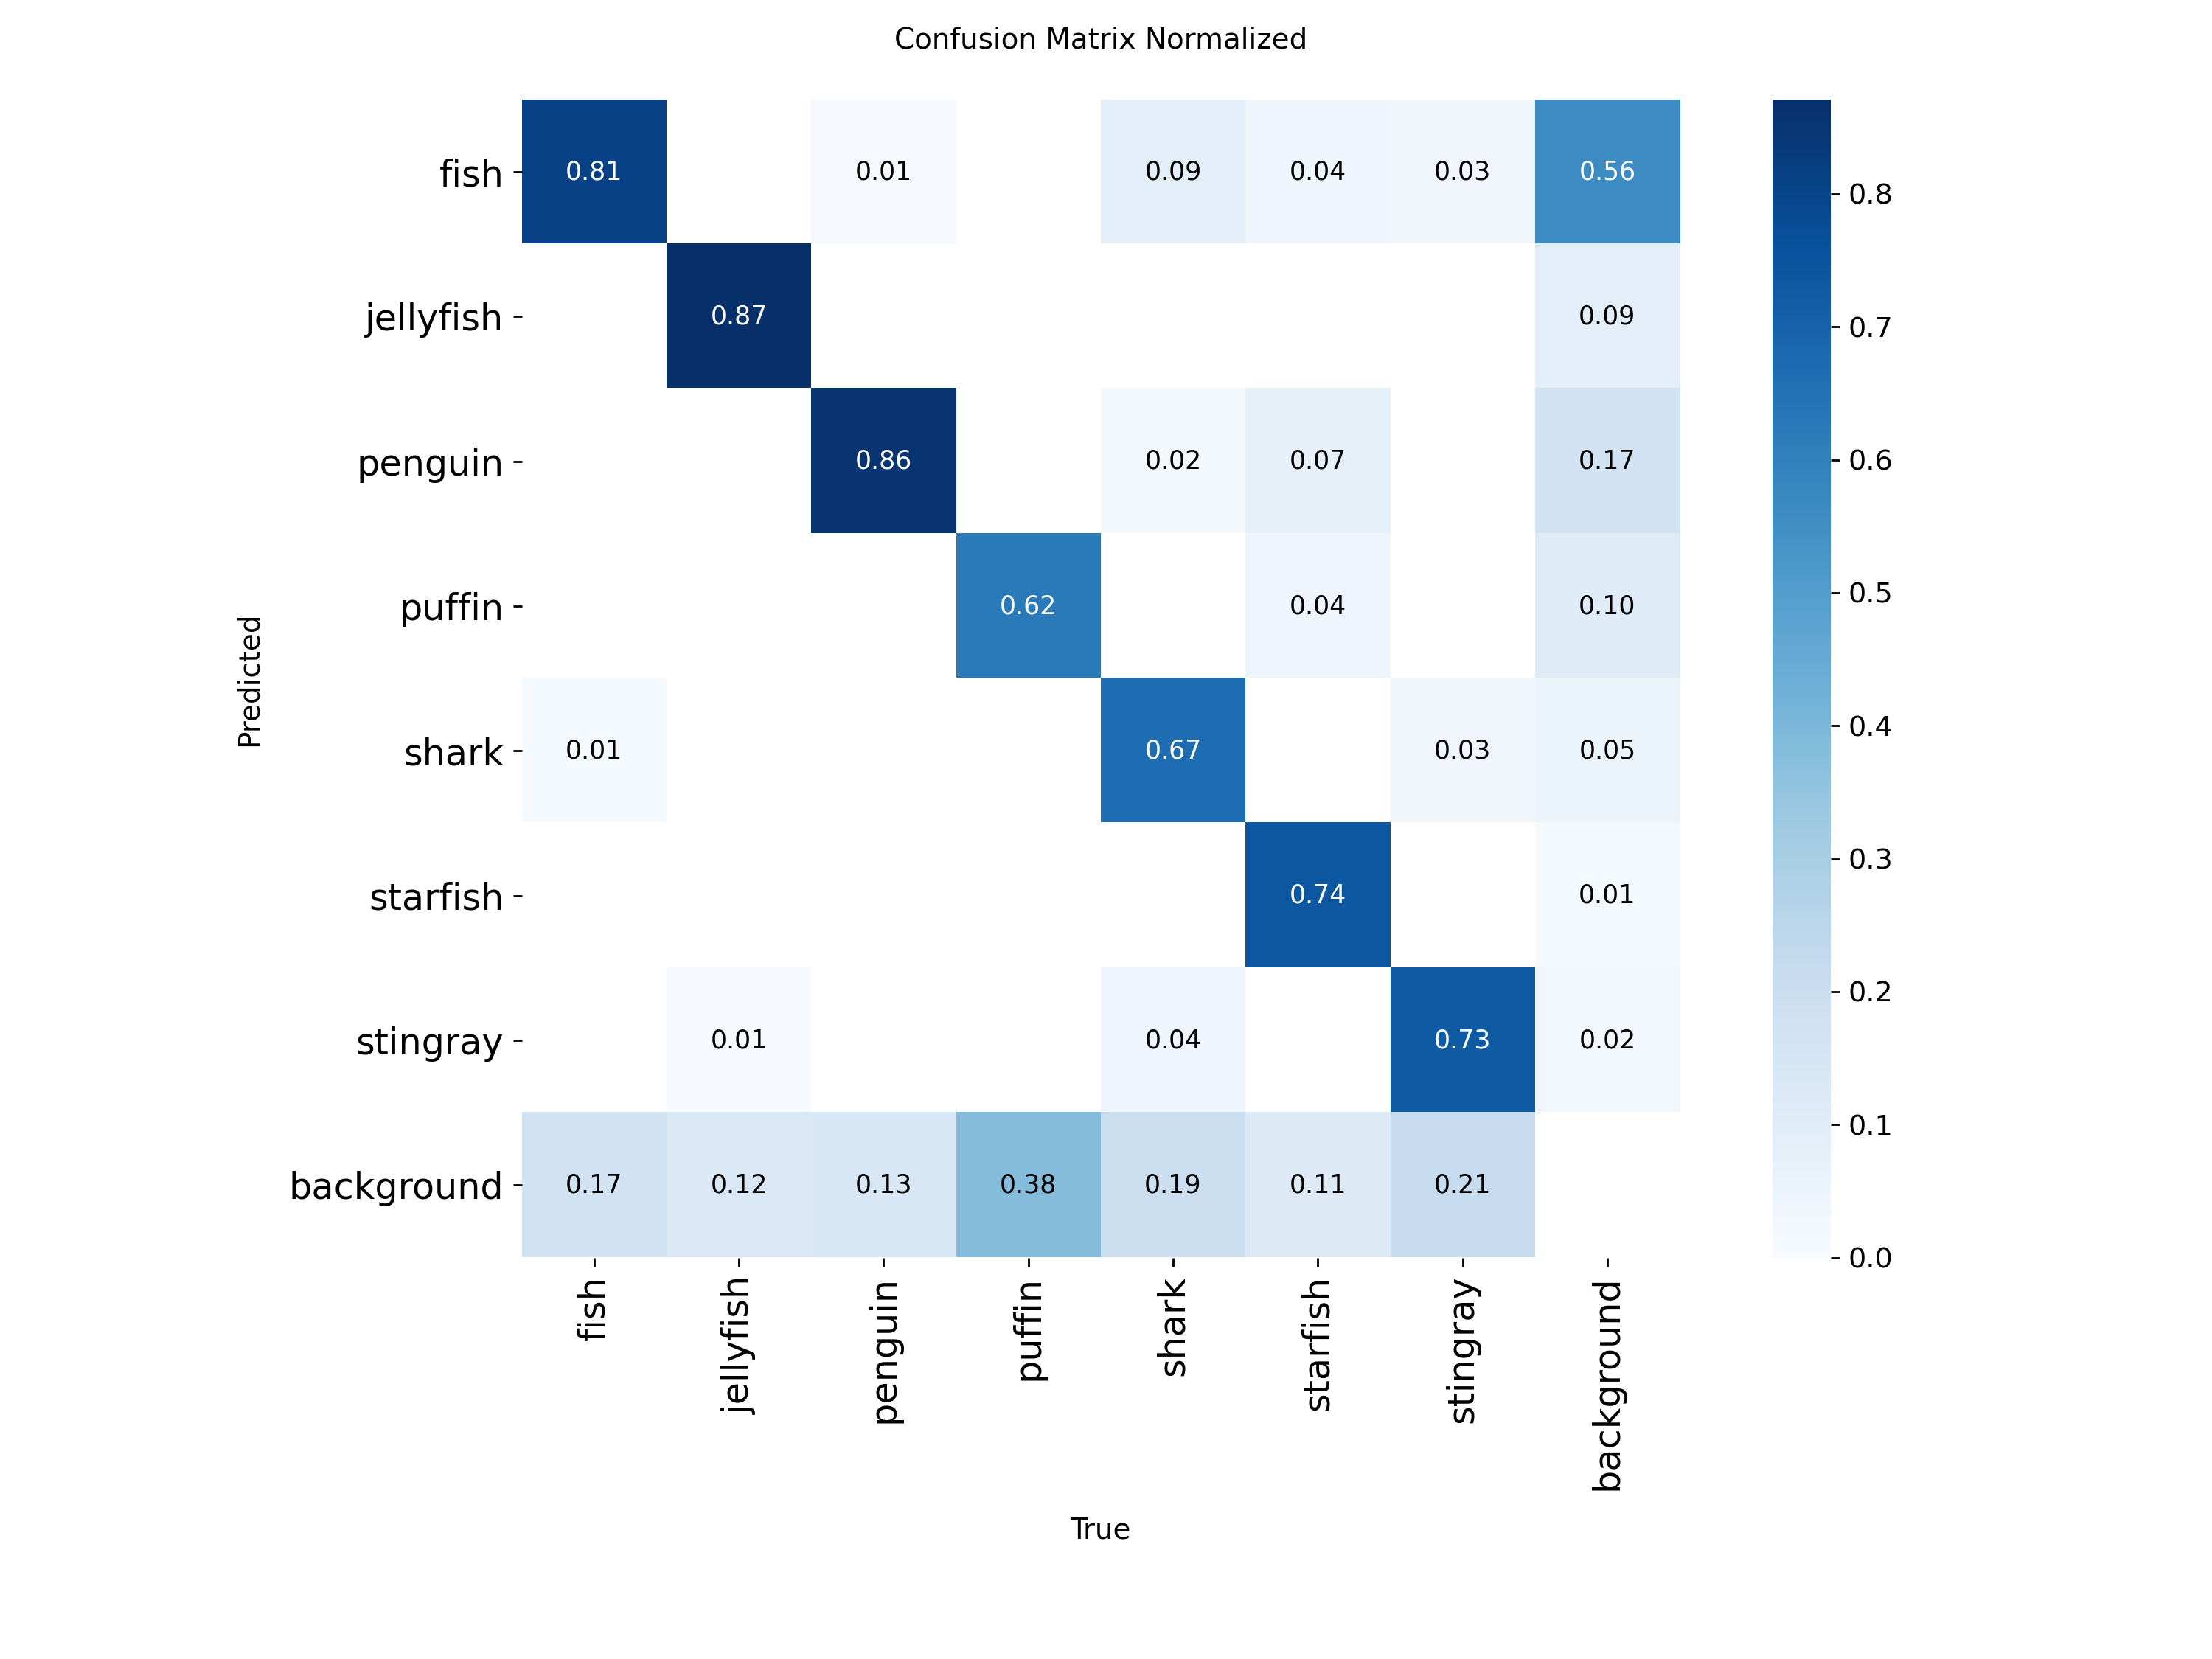 Confusion Matrix Normalized
fish 0.81 0.01 0.09 0.04 0.03 0.56
jellyfish 0.87 0.09
penguin 0.86 0.02 0.07 0.17
puffin 0.62 0.04 0.10
shark 0.01 0.67 0.03 0.05
starfish 0.74 0.01
stingray 0.01 0.04 0.73 0.02
background 0.17 0.12 0.13 0.38 0.19 0.11 0.21
Predicted
fish jellyfish penguin puffin shark starfish stingray background
True
0.8
0.7
0.6
0.5
0.4
0.3
0.2
0.1
0.0